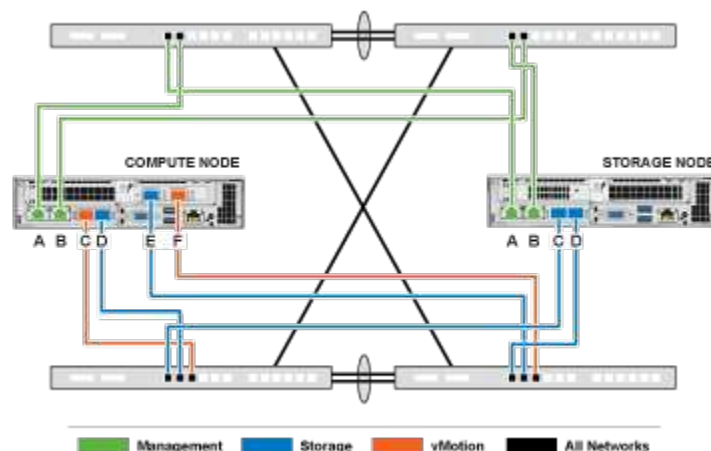 COMPUTE NODE
STORAGE NODE
A B C D E F
A B C D
Management Storage vMotion All Networks